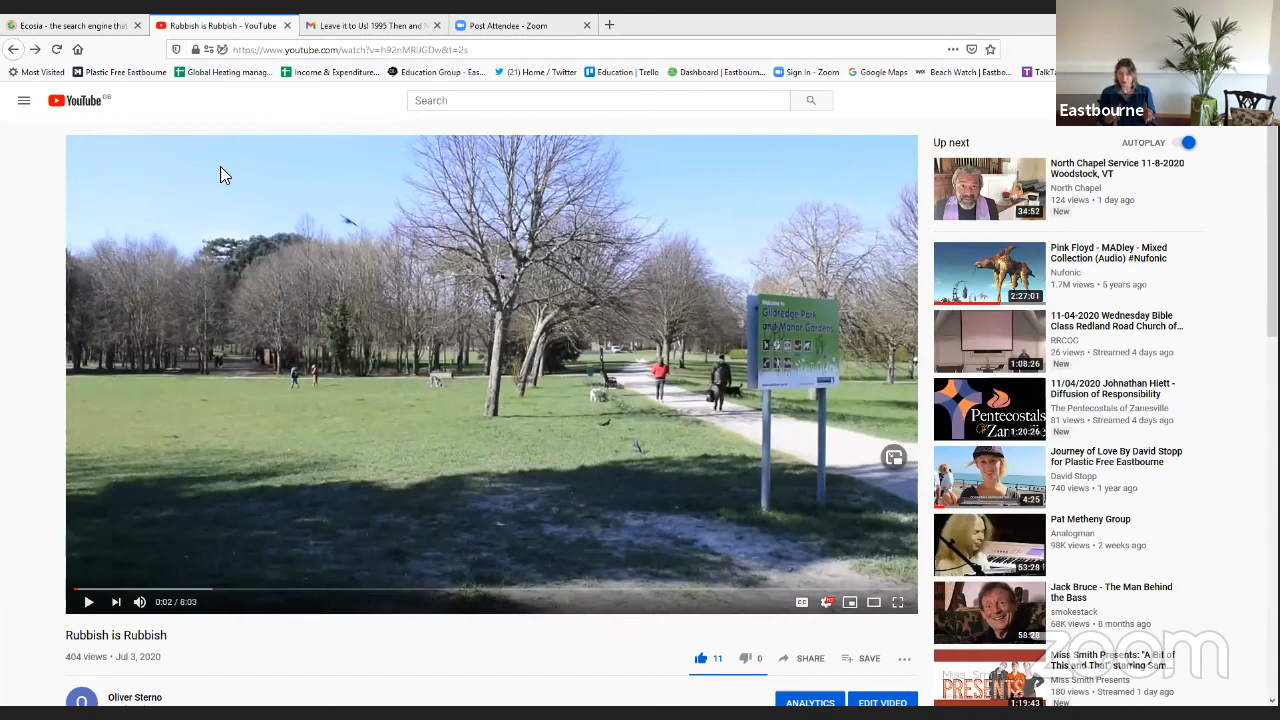 Ecosia - the search engine that
Rubbish is Rubbish - YouTube
Leave it to Us! 1995 Then and N
Post Attendee - Zoom
https://www.youtube.com/watch?v=h92nMRUGDw&t=2s
Most Visited
Plastic Free Eastbourne
Global Heating manag...
Income & Expenditure...
Education Group - Eas...
(21) Home / Twitter
Education | Trello
Dashboard | Eastbourn...
Sign In - Zoom
Google Maps
WIX Beach Watch | Eastbo...
TalkTa
Eastbourne
YouTube GB
Search
Welcome to
Gildredge Park
and Manor Gardens
0:02 / 8:03
CC
HD
Rubbish is Rubbish
404 views • Jul 3, 2020
11
0
SHARE
SAVE
O
Oliver Sterno
ANALYTICS
EDIT VIDEO
Up next
AUTOPLAY
34:52
North Chapel Service 11-8-2020
Woodstock, VT
North Chapel
124 views • 1 day ago
New
2:27:01
Pink Floyd - MADley - Mixed
Collection (Audio) #Nufonic
Nufonic
1.7M views • 5 years ago
1:08:26
11-04-2020 Wednesday Bible
Class Redland Road Church of...
RRCOC
26 views • Streamed 4 days ago
New
Pentecostals
of Zanesville
1:20:26
11/04/2020 Johnathan Hiett -
Diffusion of Responsibility
The Pentecostals of Zanesville
81 views • Streamed 4 days ago
New
4:25
Journey of Love By David Stopp
for Plastic Free Eastbourne
David Stopp
740 views • 1 year ago
53:28
Pat Metheny Group
Analogman
98K views • 2 weeks ago
58:28
Jack Bruce - The Man Behind
the Bass
smokestack
68K views • 8 months ago
Miss Smith
PRESENTS
1:19:43
Miss Smith Presents: "A Bit of
This and That" starring Sam...
Miss Smith Presents
180 views • Streamed 1 day ago
New
zoom